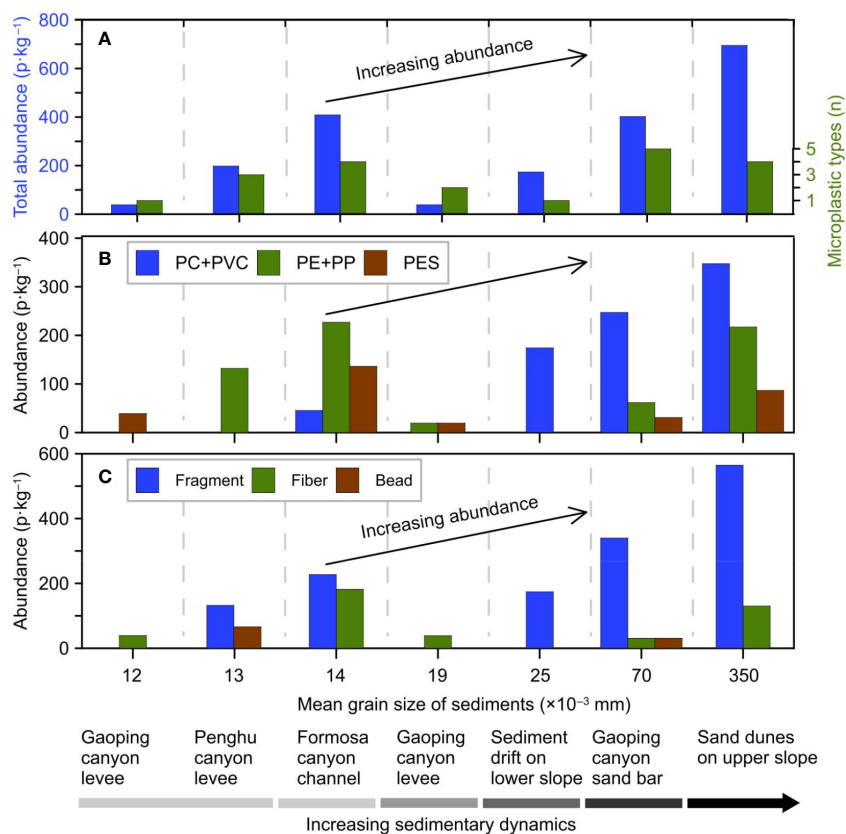 A
Total abundance (p·kg⁻¹)
800
600
400
200
0
Increasing abundance
Microplastic types (n)
5
3
1
B
Abundance (p·kg⁻¹)
400
300
200
100
0
PC+PVC PE+PP PES
C
Abundance (p·kg⁻¹)
600
400
200
0
Fragment Fiber Bead
Increasing abundance
12 13 14 19 25 70 350
Mean grain size of sediments (×10⁻³ mm)
Gaoping
canyon
levee
Penghu
canyon
levee
Formosa
canyon
channel
Gaoping
canyon
levee
Sediment
drift on
lower slope
Gaoping
canyon
sand bar
Sand dunes
on upper slope
Increasing sedimentary dynamics